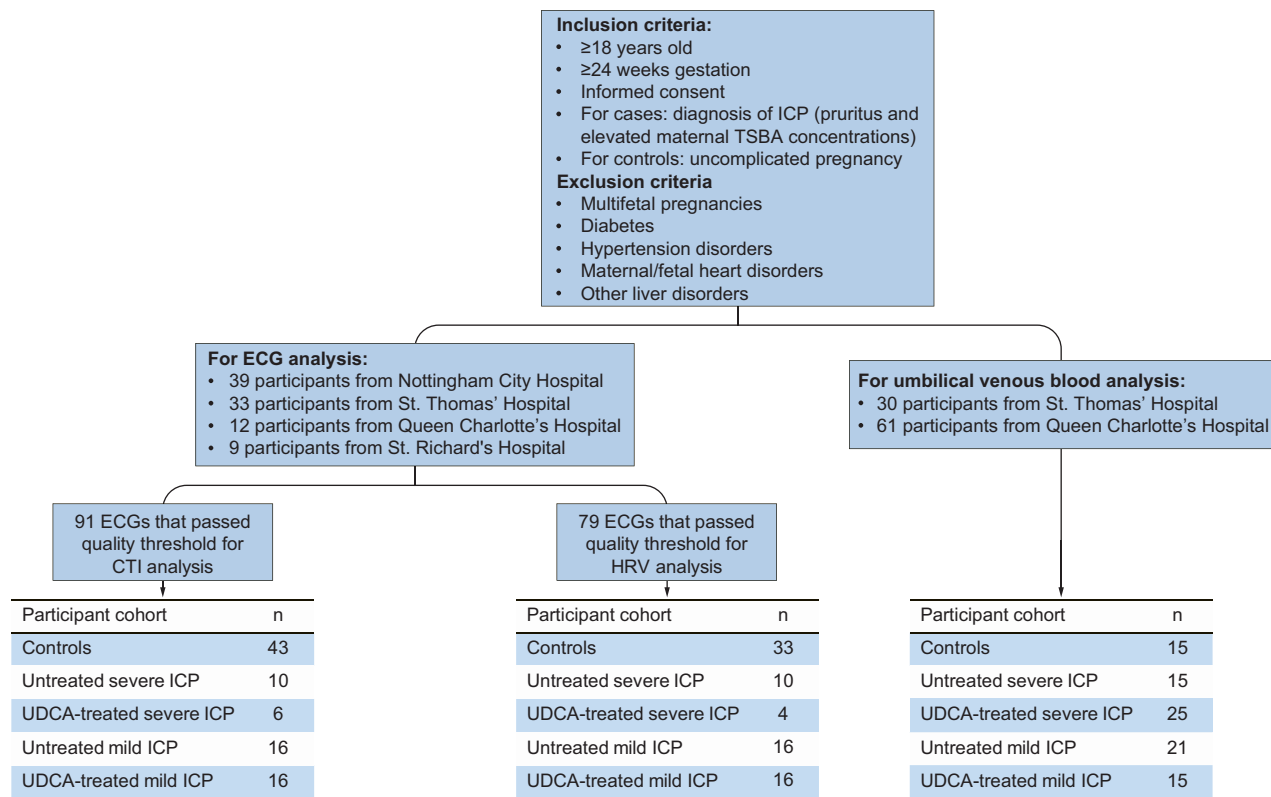 Inclusion criteria:
• ≥18 years old
• ≥24 weeks gestation
• Informed consent
• For cases: diagnosis of ICP (pruritus and
elevated maternal TSBA concentrations)
• For controls: uncomplicated pregnancy
Exclusion criteria
• Multifetal pregnancies
• Diabetes
• Hypertension disorders
• Maternal/fetal heart disorders
• Other liver disorders
For ECG analysis:
• 39 participants from Nottingham City Hospital
• 33 participants from St. Thomas’ Hospital
• 12 participants from Queen Charlotte’s Hospital
• 9 participants from St. Richard's Hospital
For umbilical venous blood analysis:
• 30 participants from St. Thomas’ Hospital
• 61 participants from Queen Charlotte’s Hospital
91 ECGs that passed
quality threshold for
CTI analysis
79 ECGs that passed
quality threshold for
HRV analysis
Participant cohort n
Controls 43
Untreated severe ICP 10
UDCA-treated severe ICP 6
Untreated mild ICP 16
UDCA-treated mild ICP 16
Participant cohort n
Controls 33
Untreated severe ICP 10
UDCA-treated severe ICP 4
Untreated mild ICP 16
UDCA-treated mild ICP 16
Participant cohort n
Controls 15
Untreated severe ICP 15
UDCA-treated severe ICP 25
Untreated mild ICP 21
UDCA-treated mild ICP 15